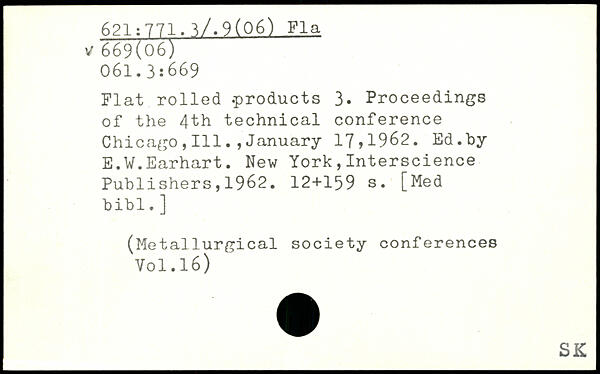 621:771.3/.9(06) Fla
v 669(06)
061.3:669
Flat rolled products 3. Proceedings
of the 4th technical conference
Chicago,Ill.,January 17,1962. Ed.by
E.W.Earhart. New York,Interscience
Publishers,1962. 12+159 s. [Med
bibl.]
(Metallurgical society conferences
Vol.16)
SK